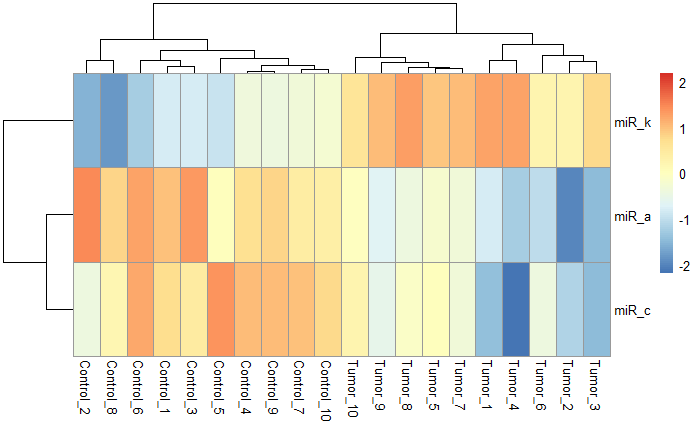 2
miR_k
1
0
miR_a
-1
-2
miR_c
Control_2
Control_8
Control_6
Control_1
Control_3
Control_5
Control_4
Control_9
Control_7
Control_10
Tumor_10
Tumor_9
Tumor_8
Tumor_5
Tumor_7
Tumor_1
Tumor_4
Tumor_6
Tumor_2
Tumor_3